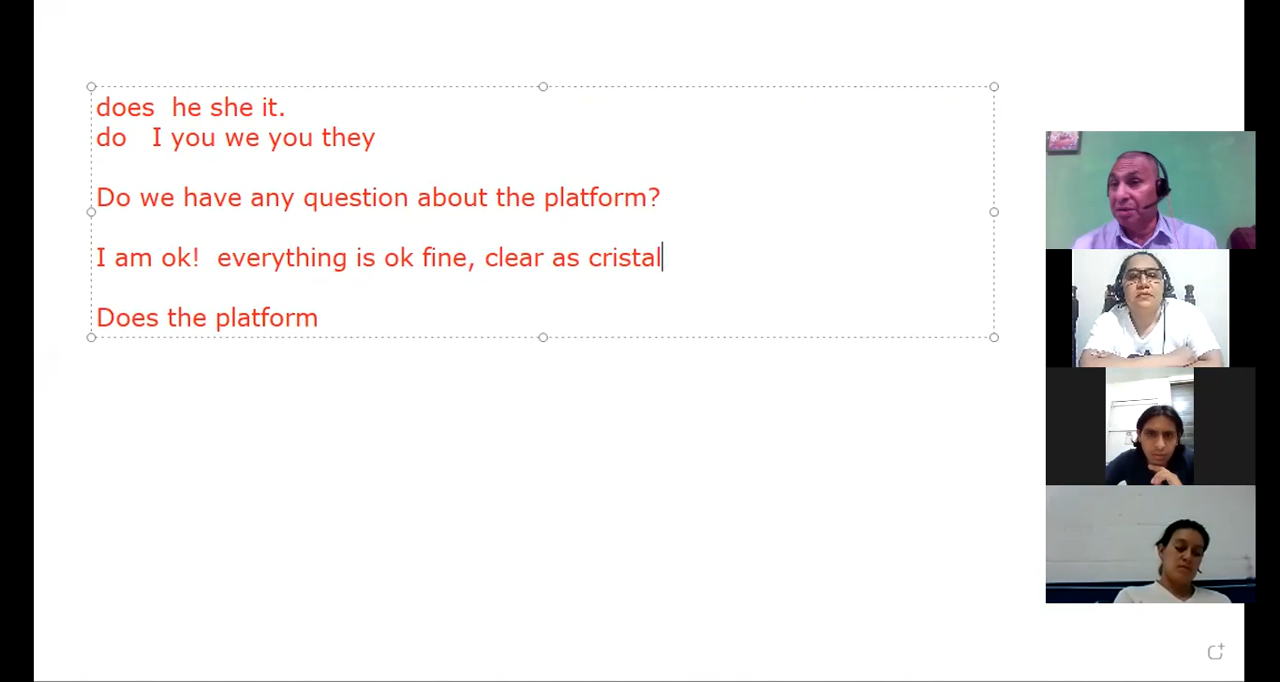 does  he she it.
do   I you we you they
Do we have any question about the platform?
I am ok!  everything is ok fine, clear as cristal
Does the platform